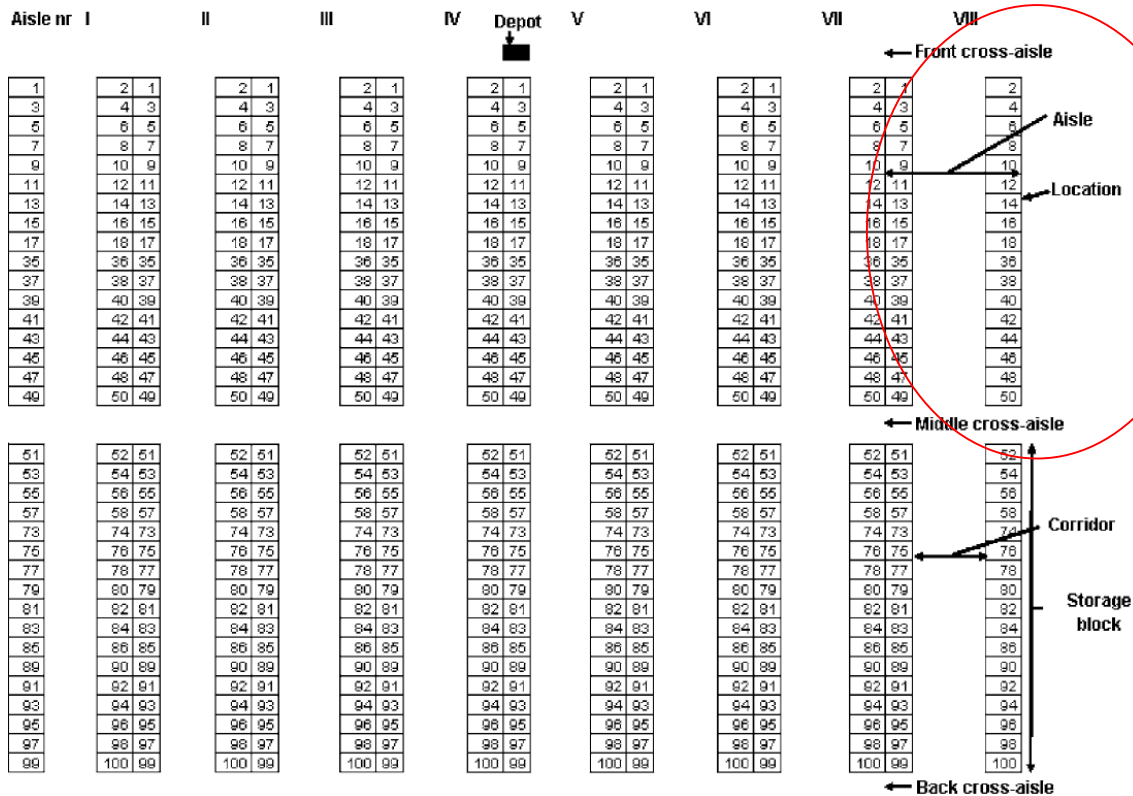 Aisle nr I II III IV Depot V VI VII VIII
Front cross-aisle
1 2 1 2 1 2 1 2 1 2 1 2 1 2 1 2
3 4 3 4 3 4 3 4 3 4 3 4 3 4 3 4
5 6 5 6 5 6 5 6 5 6 5 6 5 6 5 6 Aisle
7 8 7 8 7 8 7 8 7 8 7 8 7 8 7 8
9 10 9 10 9 10 9 10 9 10 9 10 9 10 9 10
11 12 11 12 11 12 11 12 11 12 11 12 11 12 11 12 Location
13 14 13 14 13 14 13 14 13 14 13 14 13 14 13 14
15 16 15 16 15 16 15 16 15 16 15 16 15 16 15 16
17 18 17 18 17 18 17 18 17 18 17 18 17 18 17 18
35 36 35 36 35 36 35 36 35 36 35 36 35 36 35 36
37 38 37 38 37 38 37 38 37 38 37 38 37 38 37 38
39 40 39 40 39 40 39 40 39 40 39 40 39 40 39 40
41 42 41 42 41 42 41 42 41 42 41 42 41 42 41 42
43 44 43 44 43 44 43 44 43 44 43 44 43 44 43 44
45 46 45 46 45 46 45 46 45 46 45 46 45 46 45 46
47 48 47 48 47 48 47 48 47 48 47 48 47 48 47 48
49 50 49 50 49 50 49 50 49 50 49 50 49 50 49 50
Middle cross-aisle
51 52 51 52 51 52 51 52 51 52 51 52 51 52 51 52
53 54 53 54 53 54 53 54 53 54 53 54 53 54 53 54
55 56 55 56 55 56 55 56 55 56 55 56 55 56 55 56
57 58 57 58 57 58 57 58 57 58 57 58 57 58 57 58
73 74 73 74 73 74 73 74 73 74 73 74 73 74 73 74 Corridor
75 76 75 76 75 76 75 76 75 76 75 76 75 76 75 76
77 78 77 78 77 78 77 78 77 78 77 78 77 78 77 78
79 80 79 80 79 80 79 80 79 80 79 80 79 80 79 80
81 82 81 82 81 82 81 82 81 82 81 82 81 82 81 82 Storage
83 84 83 84 83 84 83 84 83 84 83 84 83 84 83 84 block
85 86 85 86 85 86 85 86 85 86 85 86 85 86 85 86
89 90 89 90 89 90 89 90 89 90 89 90 89 90 89 90
91 92 91 92 91 92 91 92 91 92 91 92 91 92 91 92
93 94 93 94 93 94 93 94 93 94 93 94 93 94 93 94
95 96 95 96 95 96 95 96 95 96 95 96 95 96 95 96
97 98 97 98 97 98 97 98 97 98 97 98 97 98 97 98
99 100 99 100 99 100 99 100 99 100 99 100 99 100 99 100
Back cross-aisle